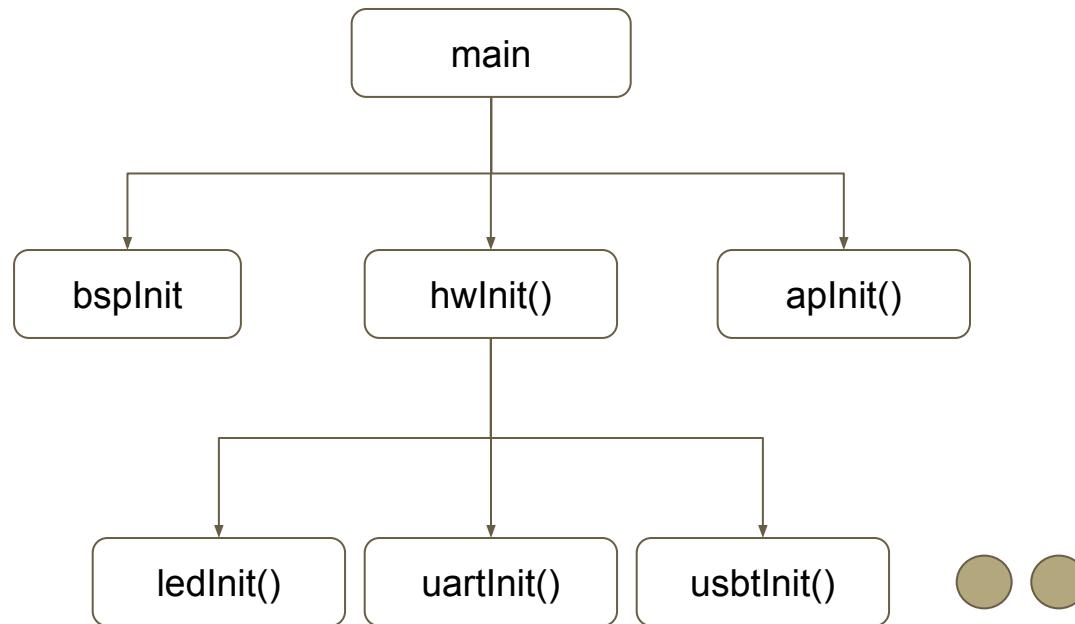 main
bspInit
hwInit()
apInit()
ledInit()
uartInit()
usbtInit()